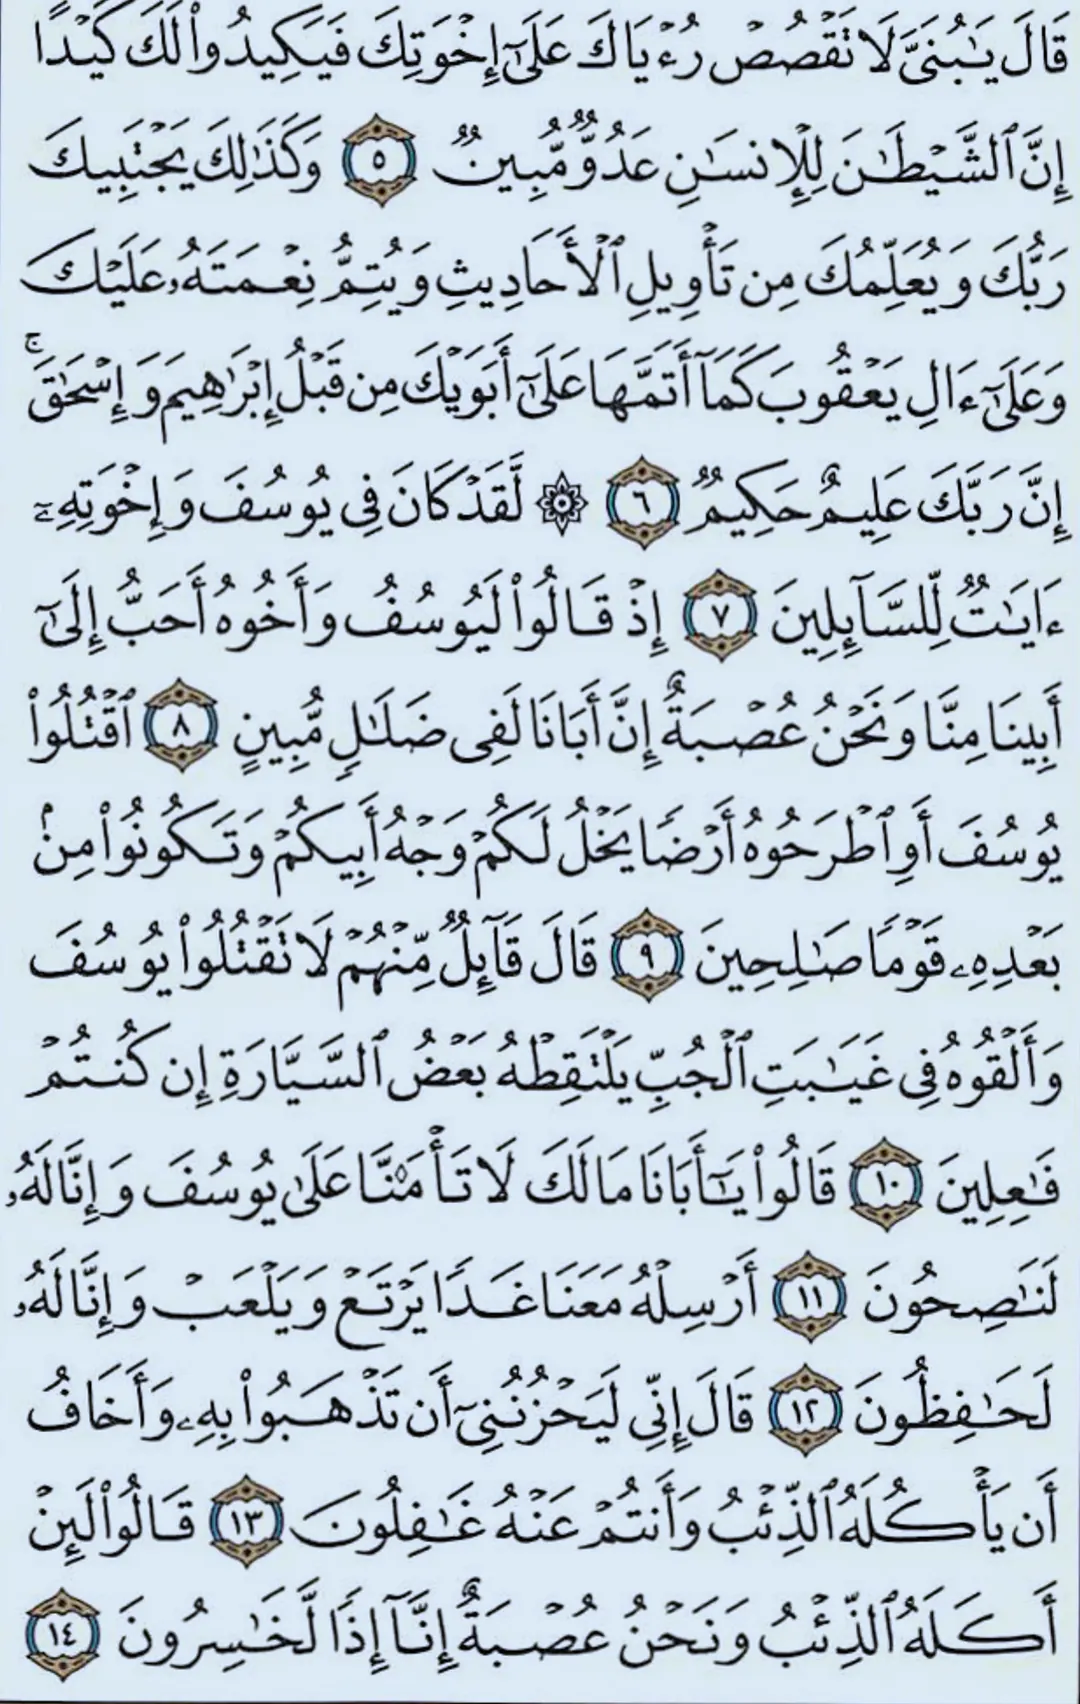 قَالَ يَـٰبُنَىَّ لَا تَقْصُصْ رُءْيَاكَ عَلَىٰٓ إِخْوَتِكَ فَيَكِيدُوا۟ لَكَ كَيْدًا
إِنَّ ٱلشَّيْطَـٰنَ لِلْإِنسَـٰنِ عَدُوٌّ مُّبِينٌ ٥ وَكَذَٰلِكَ يَجْتَبِيكَ
رَبُّكَ وَيُعَلِّمُكَ مِن تَأْوِيلِ ٱلْأَحَادِيثِ وَيُتِمُّ نِعْمَتَهُۥ عَلَيْكَ
وَعَلَىٰٓ ءَالِ يَعْقُوبَ كَمَآ أَتَمَّهَا عَلَىٰٓ أَبَوَيْكَ مِن قَبْلُ إِبْرَٰهِيمَ وَإِسْحَـٰقَ ۚ
إِنَّ رَبَّكَ عَلِيمٌ حَكِيمٌ ٦ ۞ لَّقَدْ كَانَ فِى يُوسُفَ وَإِخْوَتِهِۦٓ
ءَايَـٰتٌ لِّلسَّآئِلِينَ ٧ إِذْ قَالُوا۟ لَيُوسُفُ وَأَخُوهُ أَحَبُّ إِلَىٰٓ
أَبِينَا مِنَّا وَنَحْنُ عُصْبَةٌ إِنَّ أَبَانَا لَفِى ضَلَـٰلٍ مُّبِينٍ ٨ ٱقْتُلُوا۟
يُوسُفَ أَوِ ٱطْرَحُوهُ أَرْضًا يَخْلُ لَكُمْ وَجْهُ أَبِيكُمْ وَتَكُونُوا۟ مِنۢ
بَعْدِهِۦ قَوْمًا صَـٰلِحِينَ ٩ قَالَ قَآئِلٌ مِّنْهُمْ لَا تَقْتُلُوا۟ يُوسُفَ
وَأَلْقُوهُ فِى غَيَـٰبَتِ ٱلْجُبِّ يَلْتَقِطْهُ بَعْضُ ٱلسَّيَّارَةِ إِن كُنتُمْ
فَـٰعِلِينَ ١٠ قَالُوا۟ يَـٰٓأَبَانَا مَا لَكَ لَا تَأْمَ۫نَّا عَلَىٰ يُوسُفَ وَإِنَّا لَهُۥ
لَنَـٰصِحُونَ ١١ أَرْسِلْهُ مَعَنَا غَدًا يَرْتَعْ وَيَلْعَبْ وَإِنَّا لَهُۥ
لَحَـٰفِظُونَ ١٢ قَالَ إِنِّى لَيَحْزُنُنِىٓ أَن تَذْهَبُوا۟ بِهِۦ وَأَخَافُ
أَن يَأْكُلَهُ ٱلذِّئْبُ وَأَنتُمْ عَنْهُ غَـٰفِلُونَ ١٣ قَالُوا۟ لَئِنْ
أَكَلَهُ ٱلذِّئْبُ وَنَحْنُ عُصْبَةٌ إِنَّآ إِذًا لَّخَـٰسِرُونَ ١٤